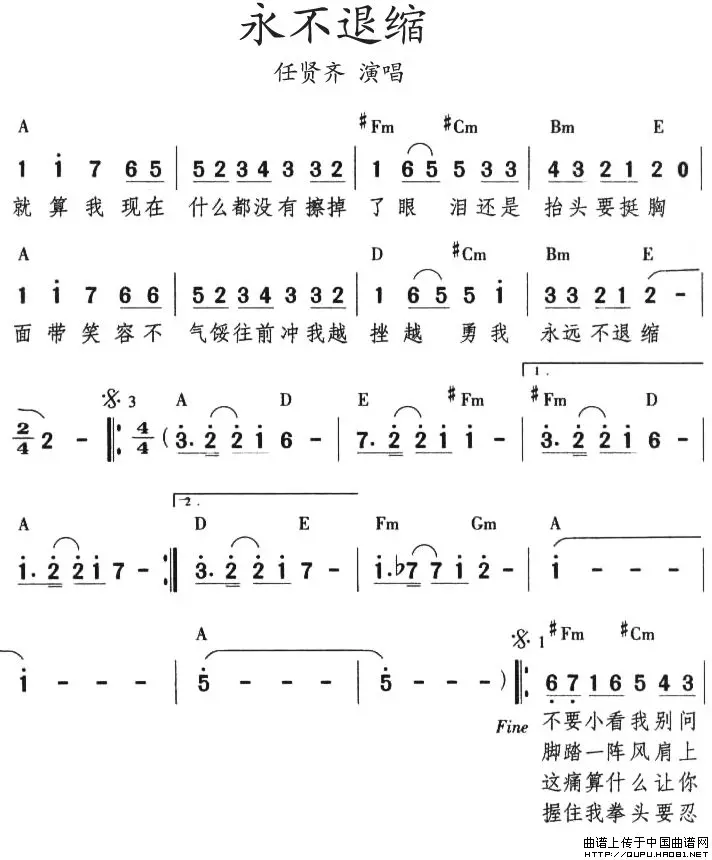 永不退缩
任贤齐 演唱
A #Fm #Cm Bm E
1 i 7 6 5 | 5 2 3 4 3 3 3 2 | 1 6 5 5 3 3 | 4 3 2 1 2 0
就算我现在 什么都没有擦掉 了眼 泪还是 抬头要挺胸
A D #Cm Bm E
1 i 7 6 6 | 5 2 3 4 3 3 3 2 | 1 6 5 5 i | 3 3 2 1 2 -
面带笑容不 气馁往前冲我越 挫越 勇我 永远不退缩
1.
𝄋 3 A D E #Fm #Fm D
2/4 2 - ‖: 4/4 ( 3. 2 2 i 6 - | 7. 2 2 i i - | 3. 2 2 i 6 - |
2.
A D E Fm Gm A
i. 2 2 i 7 - :‖ 3. 2 2 i 7 - | i. ♭7 7 i 2 - | i - - - |
A 𝄋 1 #Fm #Cm
i - - - | 5 - - - | 5 - - - ) ‖: 6 7 1 6 5 4 3 |
Fine 不要小看我别问
脚踏一阵风肩上
这痛算什么让你
握住我拳头要忍
曲谱上传于中国曲谱网
HTTP://QUPU.HAO81.NET